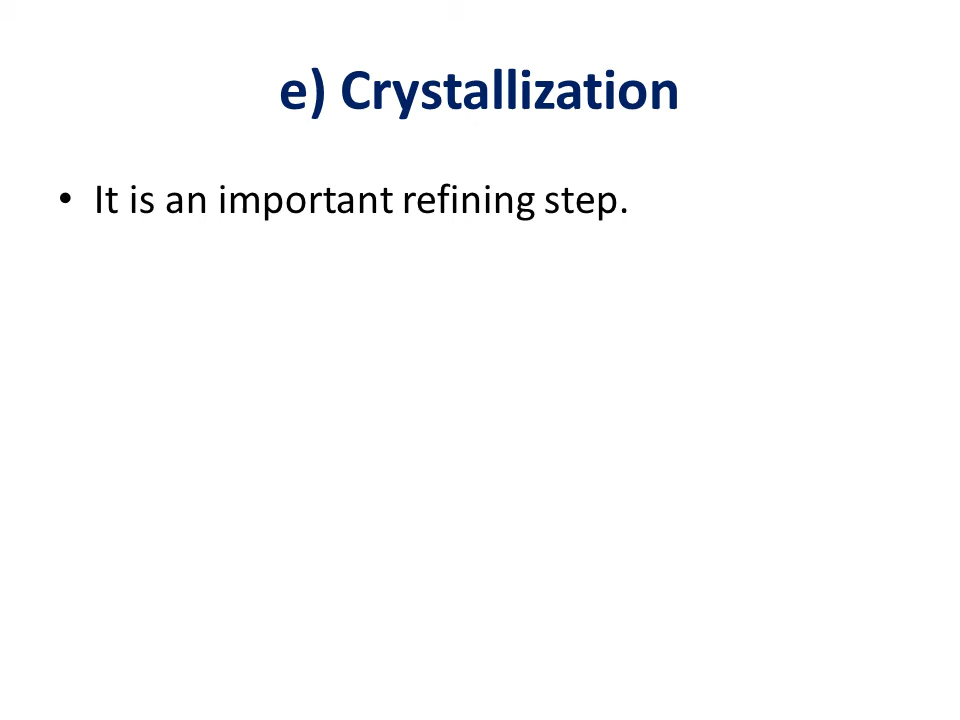 e) Crystallization
• It is an important refining step.